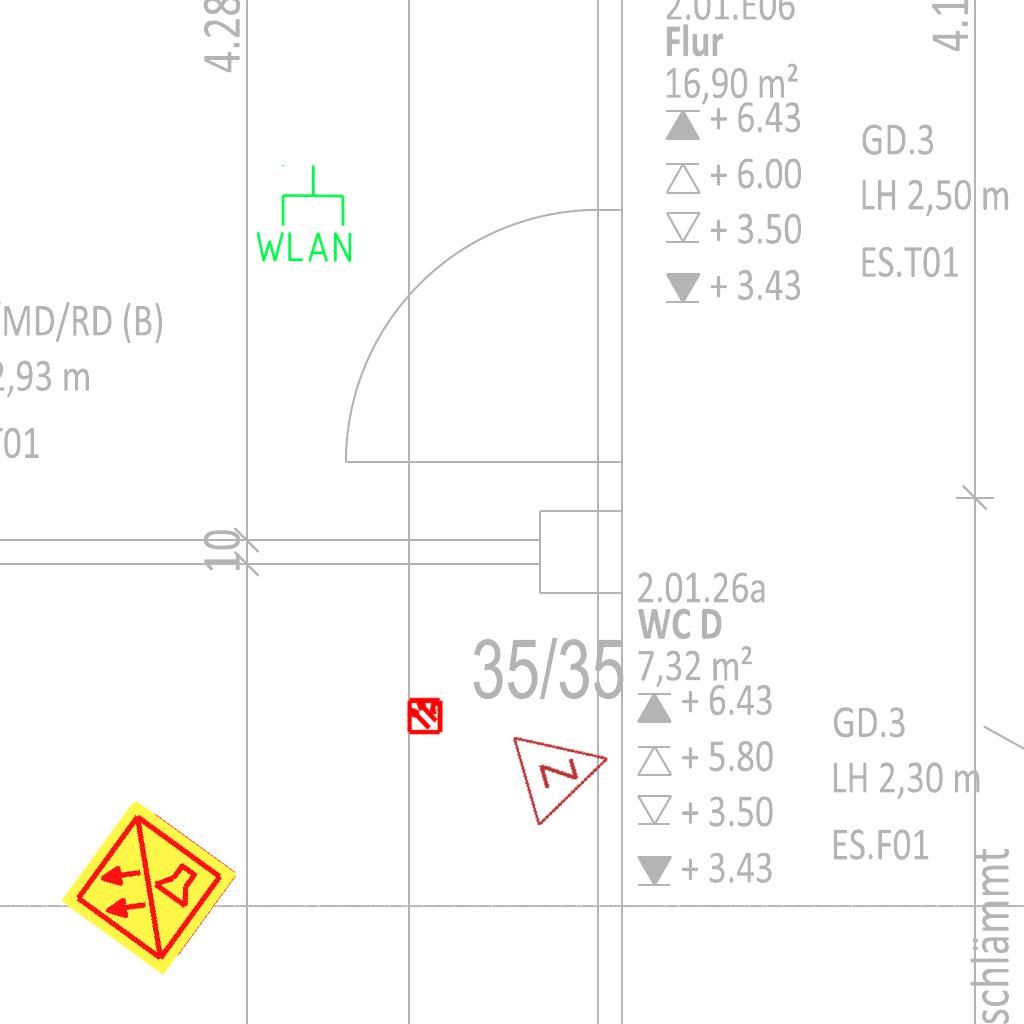 4.28
2.01.E06
Flur
16,90 m²
+ 6.43
+ 6.00
+ 3.50
+ 3.43
GD.3
LH 2,50 m
ES.T01
WLAN
/MD/RD (B)
2,93 m
T01
10
35/35
2.01.26a
WC D
7,32 m²
+ 6.43
+ 5.80
+ 3.50
+ 3.43
GD.3
LH 2,30 m
ES.F01
N
schlämmt